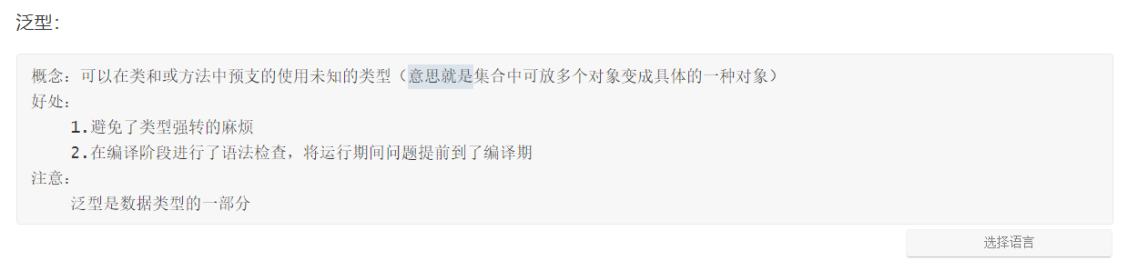 泛型：
概念：可以在类和或方法中预支的使用未知的类型（意思就是集合中可放多个对象变成具体的一种对象）
好处：
1.避免了类型强转的麻烦
2.在编译阶段进行了语法检查，将运行期间问题提前到了编译期
注意：
泛型是数据类型的一部分
选择语言